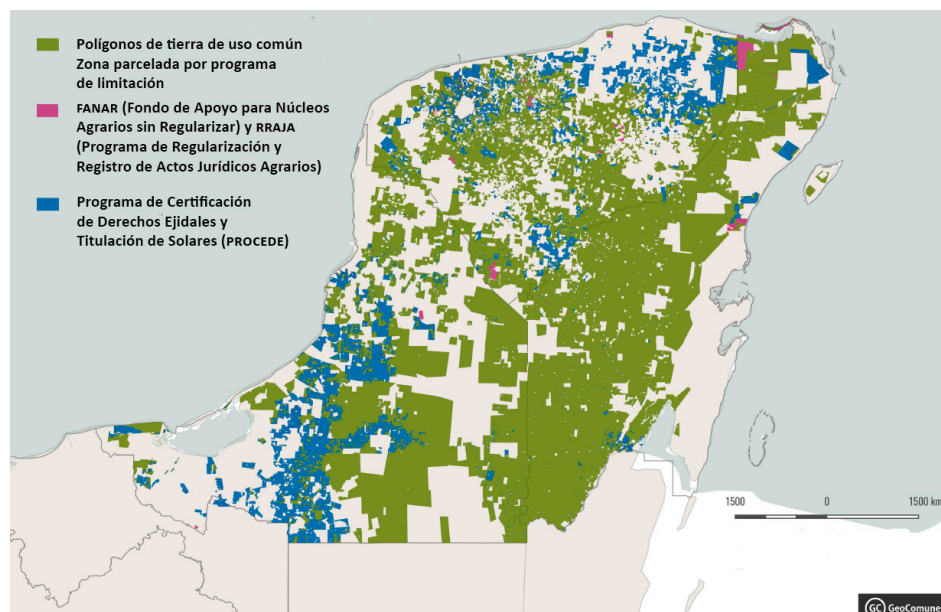 Polígonos de tierra de uso común
Zona parcelada por programa
de limitación
FANAR (Fondo de Apoyo para Núcleos
Agrarios sin Regularizar) y RRAJA
(Programa de Regularización y
Registro de Actos Jurídicos Agrarios)
Programa de Certificación
de Derechos Ejidales y
Titulación de Solares (PROCEDE)
1500 0 1500 km
GC GeoComune